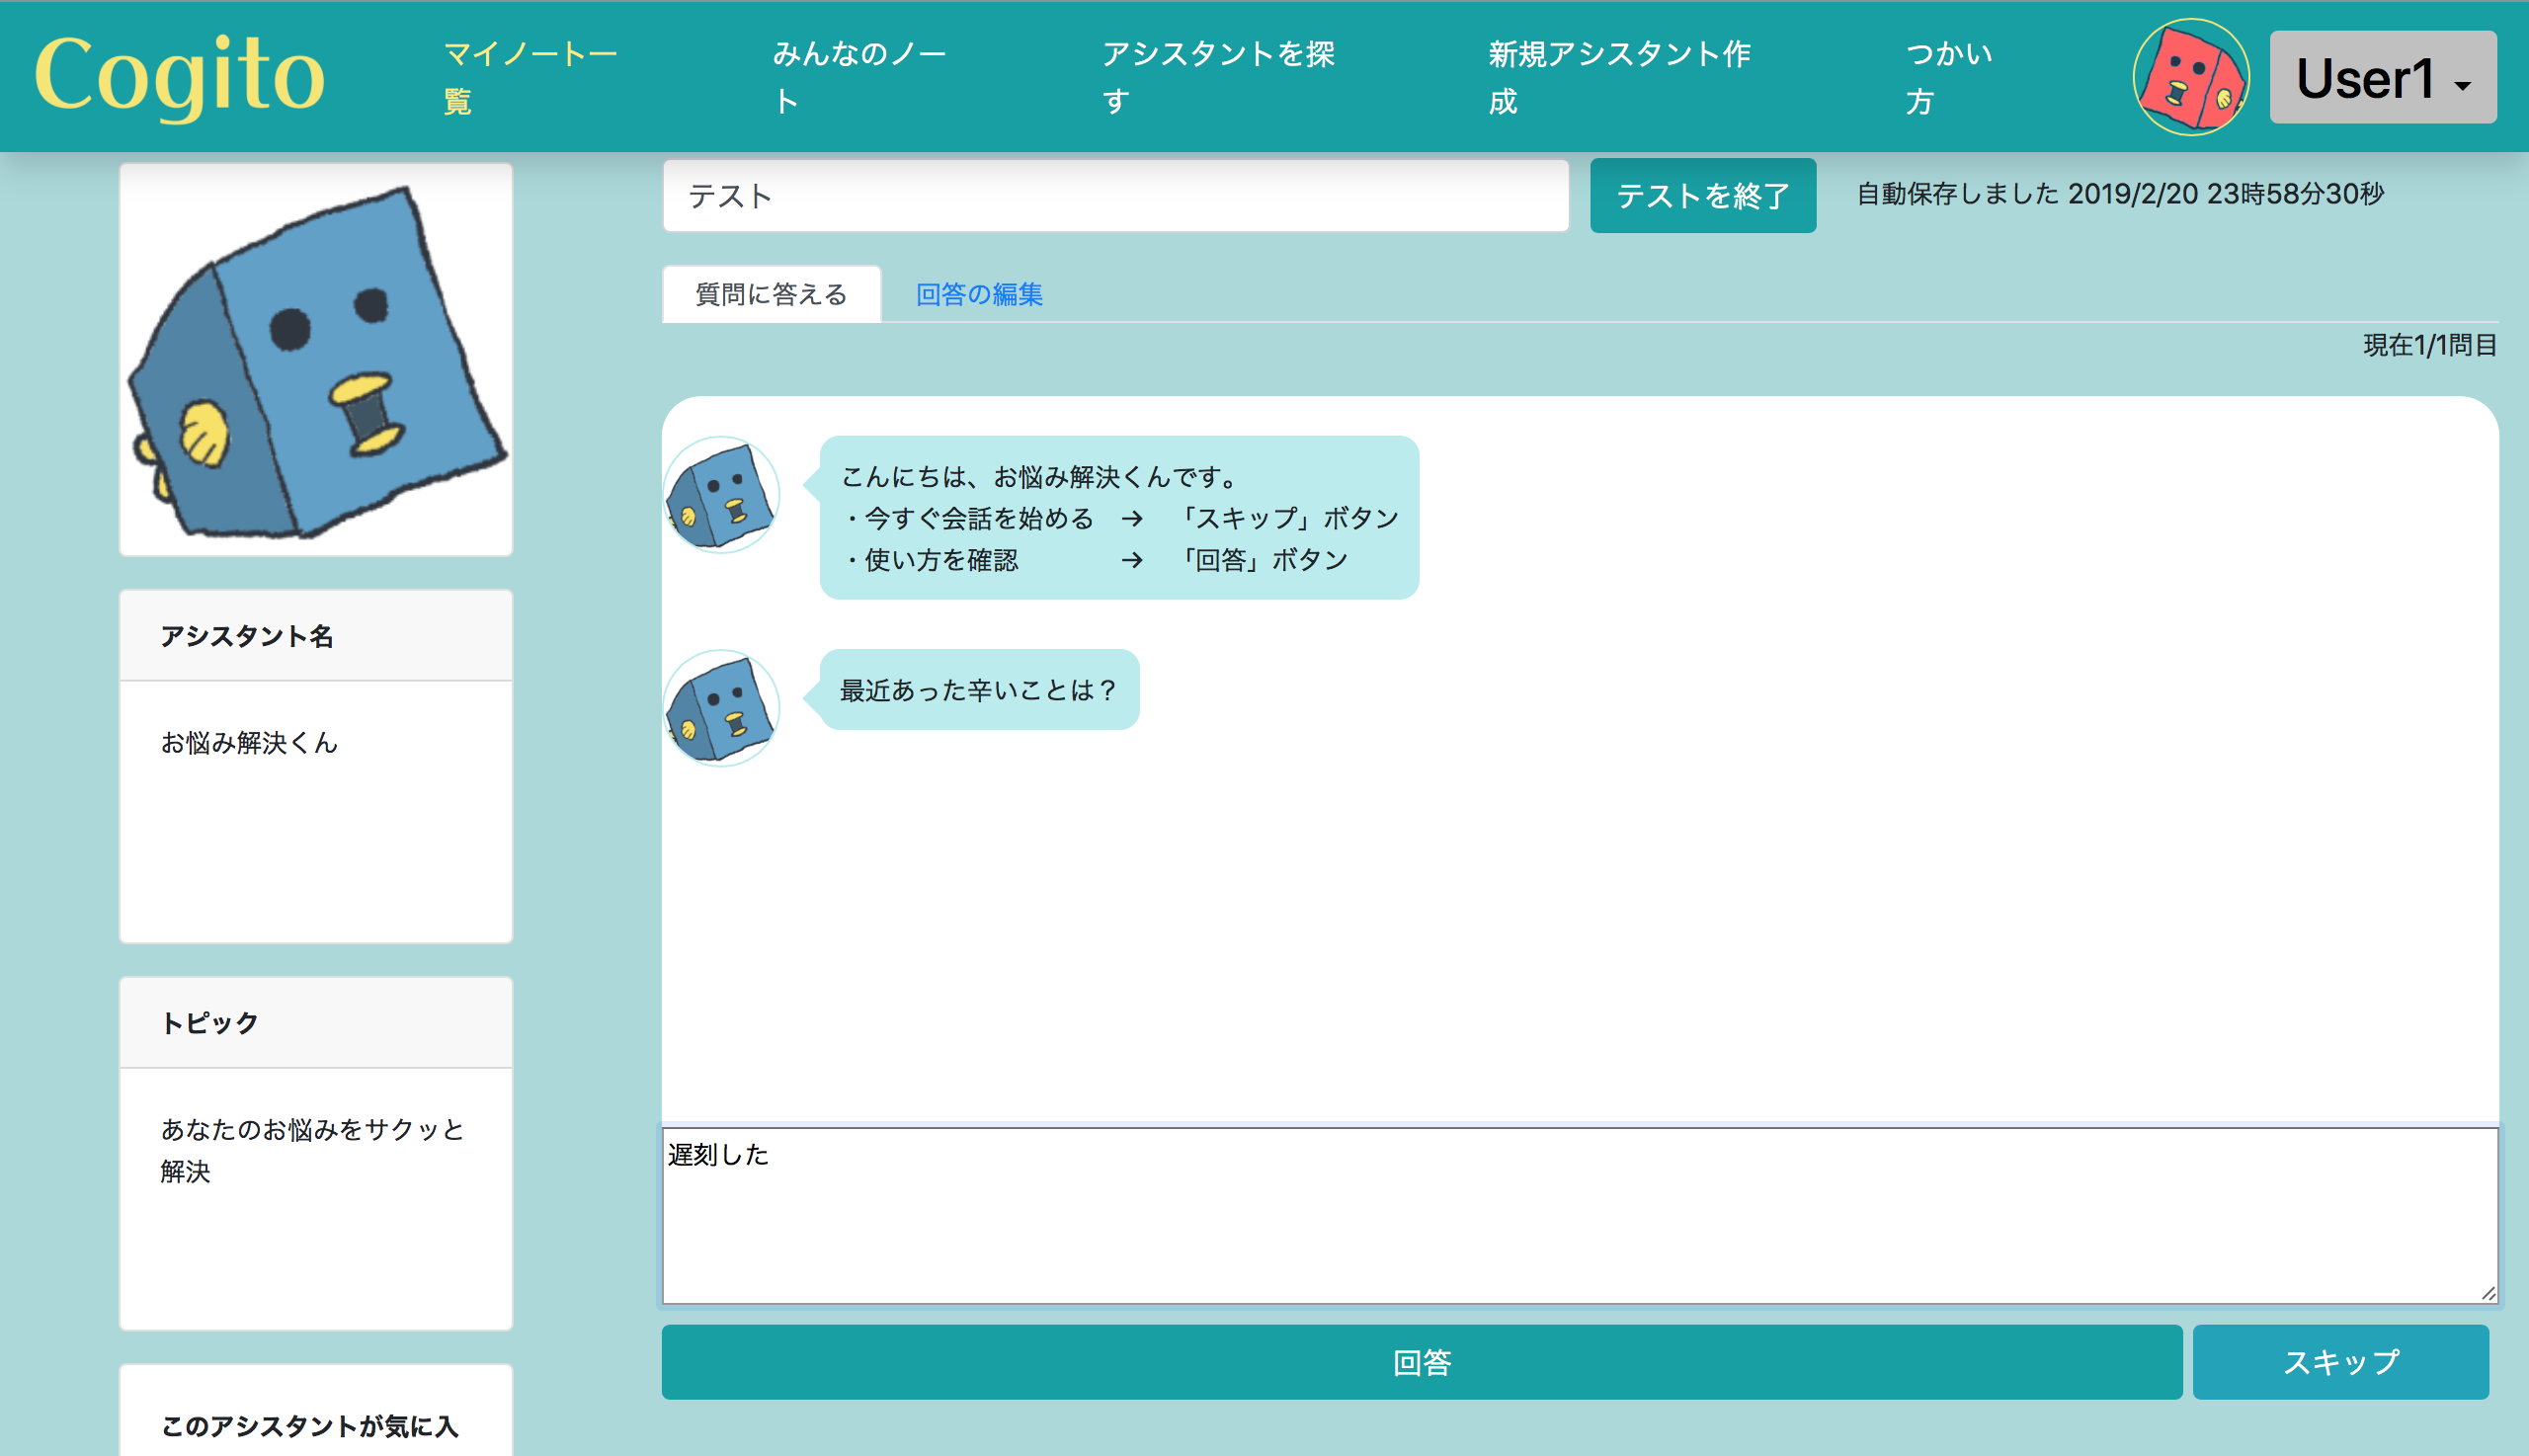 Cogito
マイノート一
覧
みんなのノー
ト
アシスタントを探
す
新規アシスタント作
成
つかい
方
User1
テスト
テストを終了
自動保存しました 2019/2/20 23時58分30秒
質問に答える
回答の編集
現在1/1問目
こんにちは、お悩み解決くんです。
・今すぐ会話を始める → 「スキップ」ボタン
・使い方を確認 → 「回答」ボタン
最近あった辛いことは？
遅刻した
回答
スキップ
アシスタント名
お悩み解決くん
トピック
あなたのお悩みをサクッと
解決
このアシスタントが気に入